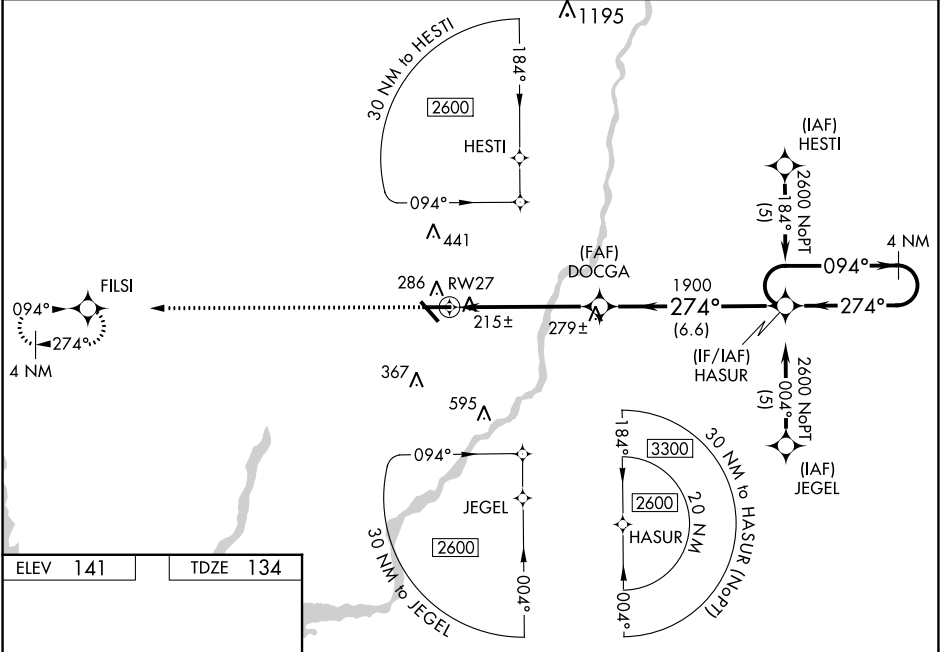 1195
30 NM to HESTI
184°
2600
HESTI
094°
(IAF)
HESTI
2600 NoPT
184°
(5)
4 NM
094°
441
(FAF)
DOCGA
286
RW27
FILSI
094°
1900
274°
(6.6)
274°
215±
279±
274°
4 NM
(IF/IAF)
HASUR
367
595
2600 NoPT
004°
(5)
(IAF)
JEGEL
094°
JEGEL
2600
004°
30 NM to JEGEL
184°
3300
30 NM to HASUR (NoPT)
2600
20 NM
HASUR
004°
ELEV 141
TDZE 134